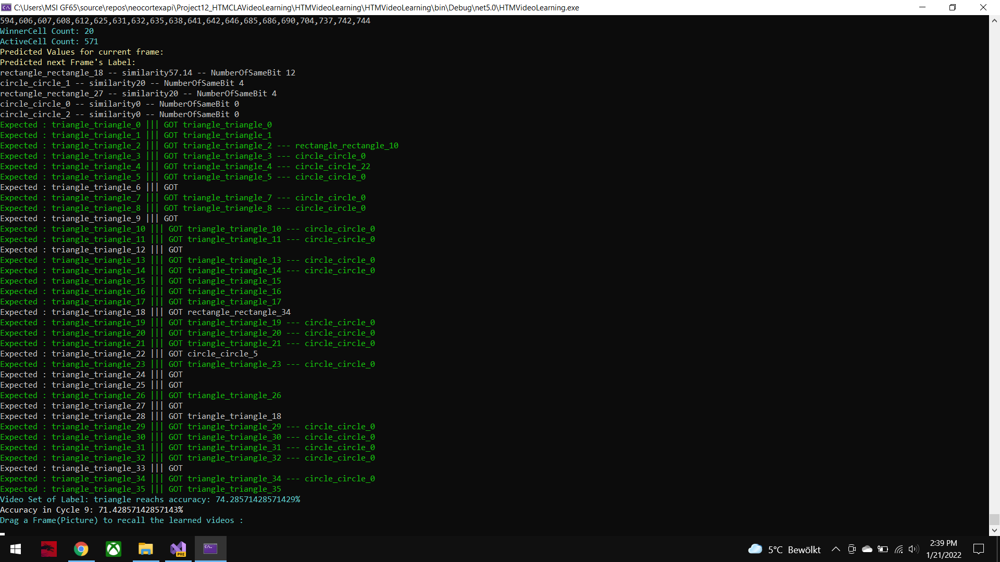 C:\Users\MSI GF65\source\repos\neocortexapi\Project12_HTMCLAVideoLearning\HTMVideoLearning\HTMVideoLearning\bin\Debug\net5.0\HTMVideoLearning.exe
594,606,607,608,612,625,631,632,635,638,641,642,646,685,686,690,704,737,742,744
WinnerCell Count: 20
ActiveCell Count: 571
Predicted Values for current frame:
Predicted next Frame's Label:
rectangle_rectangle_18 -- similarity57.14 -- NumberOfSameBit 12
circle_circle_1 -- similarity20 -- NumberOfSameBit 4
rectangle_rectangle_27 -- similarity20 -- NumberOfSameBit 4
circle_circle_0 -- similarity0 -- NumberOfSameBit 0
circle_circle_2 -- similarity0 -- NumberOfSameBit 0
Expected : triangle_triangle_0 ||| GOT triangle_triangle_0
Expected : triangle_triangle_1 ||| GOT triangle_triangle_1
Expected : triangle_triangle_2 ||| GOT triangle_triangle_2 --- rectangle_rectangle_10
Expected : triangle_triangle_3 ||| GOT triangle_triangle_3 --- circle_circle_0
Expected : triangle_triangle_4 ||| GOT triangle_triangle_4 --- circle_circle_22
Expected : triangle_triangle_5 ||| GOT triangle_triangle_5 --- circle_circle_0
Expected : triangle_triangle_6 ||| GOT
Expected : triangle_triangle_7 ||| GOT triangle_triangle_7 --- circle_circle_0
Expected : triangle_triangle_8 ||| GOT triangle_triangle_8 --- circle_circle_0
Expected : triangle_triangle_9 ||| GOT
Expected : triangle_triangle_10 ||| GOT triangle_triangle_10 --- circle_circle_0
Expected : triangle_triangle_11 ||| GOT triangle_triangle_11 --- circle_circle_0
Expected : triangle_triangle_12 ||| GOT
Expected : triangle_triangle_13 ||| GOT triangle_triangle_13 --- circle_circle_0
Expected : triangle_triangle_14 ||| GOT triangle_triangle_14 --- circle_circle_0
Expected : triangle_triangle_15 ||| GOT triangle_triangle_15
Expected : triangle_triangle_16 ||| GOT triangle_triangle_16
Expected : triangle_triangle_17 ||| GOT triangle_triangle_17
Expected : triangle_triangle_18 ||| GOT rectangle_rectangle_34
Expected : triangle_triangle_19 ||| GOT triangle_triangle_19 --- circle_circle_0
Expected : triangle_triangle_20 ||| GOT triangle_triangle_20 --- circle_circle_0
Expected : triangle_triangle_21 ||| GOT triangle_triangle_21 --- circle_circle_0
Expected : triangle_triangle_22 ||| GOT circle_circle_5
Expected : triangle_triangle_23 ||| GOT triangle_triangle_23 --- circle_circle_0
Expected : triangle_triangle_24 ||| GOT
Expected : triangle_triangle_25 ||| GOT
Expected : triangle_triangle_26 ||| GOT triangle_triangle_26
Expected : triangle_triangle_27 ||| GOT
Expected : triangle_triangle_28 ||| GOT triangle_triangle_18
Expected : triangle_triangle_29 ||| GOT triangle_triangle_29 --- circle_circle_0
Expected : triangle_triangle_30 ||| GOT triangle_triangle_30 --- circle_circle_0
Expected : triangle_triangle_31 ||| GOT triangle_triangle_31 --- circle_circle_0
Expected : triangle_triangle_32 ||| GOT triangle_triangle_32 --- circle_circle_0
Expected : triangle_triangle_33 ||| GOT
Expected : triangle_triangle_34 ||| GOT triangle_triangle_34 --- circle_circle_0
Expected : triangle_triangle_35 ||| GOT triangle_triangle_35
Video Set of Label: triangle reachs accuracy: 74.28571428571429%
Accuracy in Cycle 9: 71.42857142857143%
Drag a Frame(Picture) to recall the learned videos :
PRE
5°C Bewölkt
2:39 PM
1/21/2022